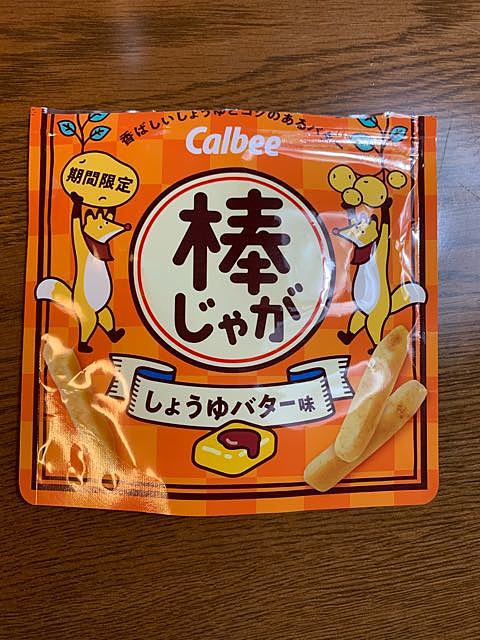 香ばしいしょうゆとコクのある
Calbee
期間限定
棒
じゃが
しょうゆバター味